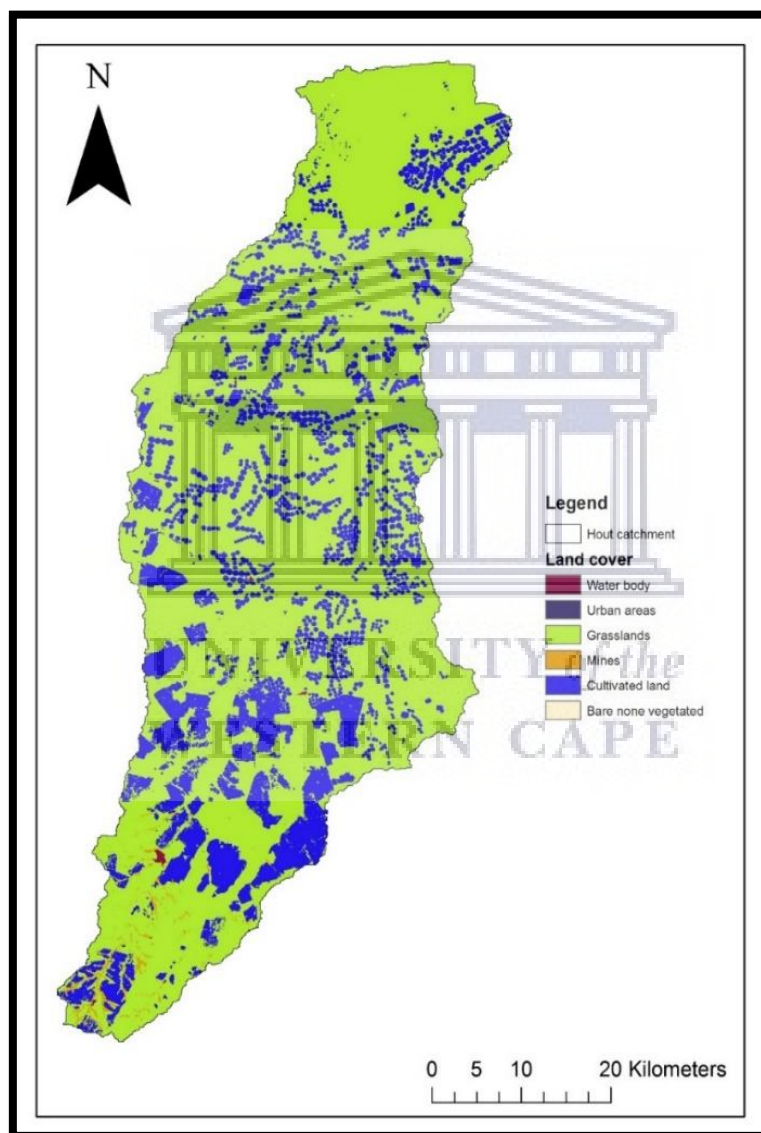 N
Legend
Hout catchment
Land cover
Water body
Urban areas
Grasslands
Mines
Cultivated land
Bare none vegetated
UNIVERSITY of the
WESTERN CAPE
0 5 10 20 Kilometers